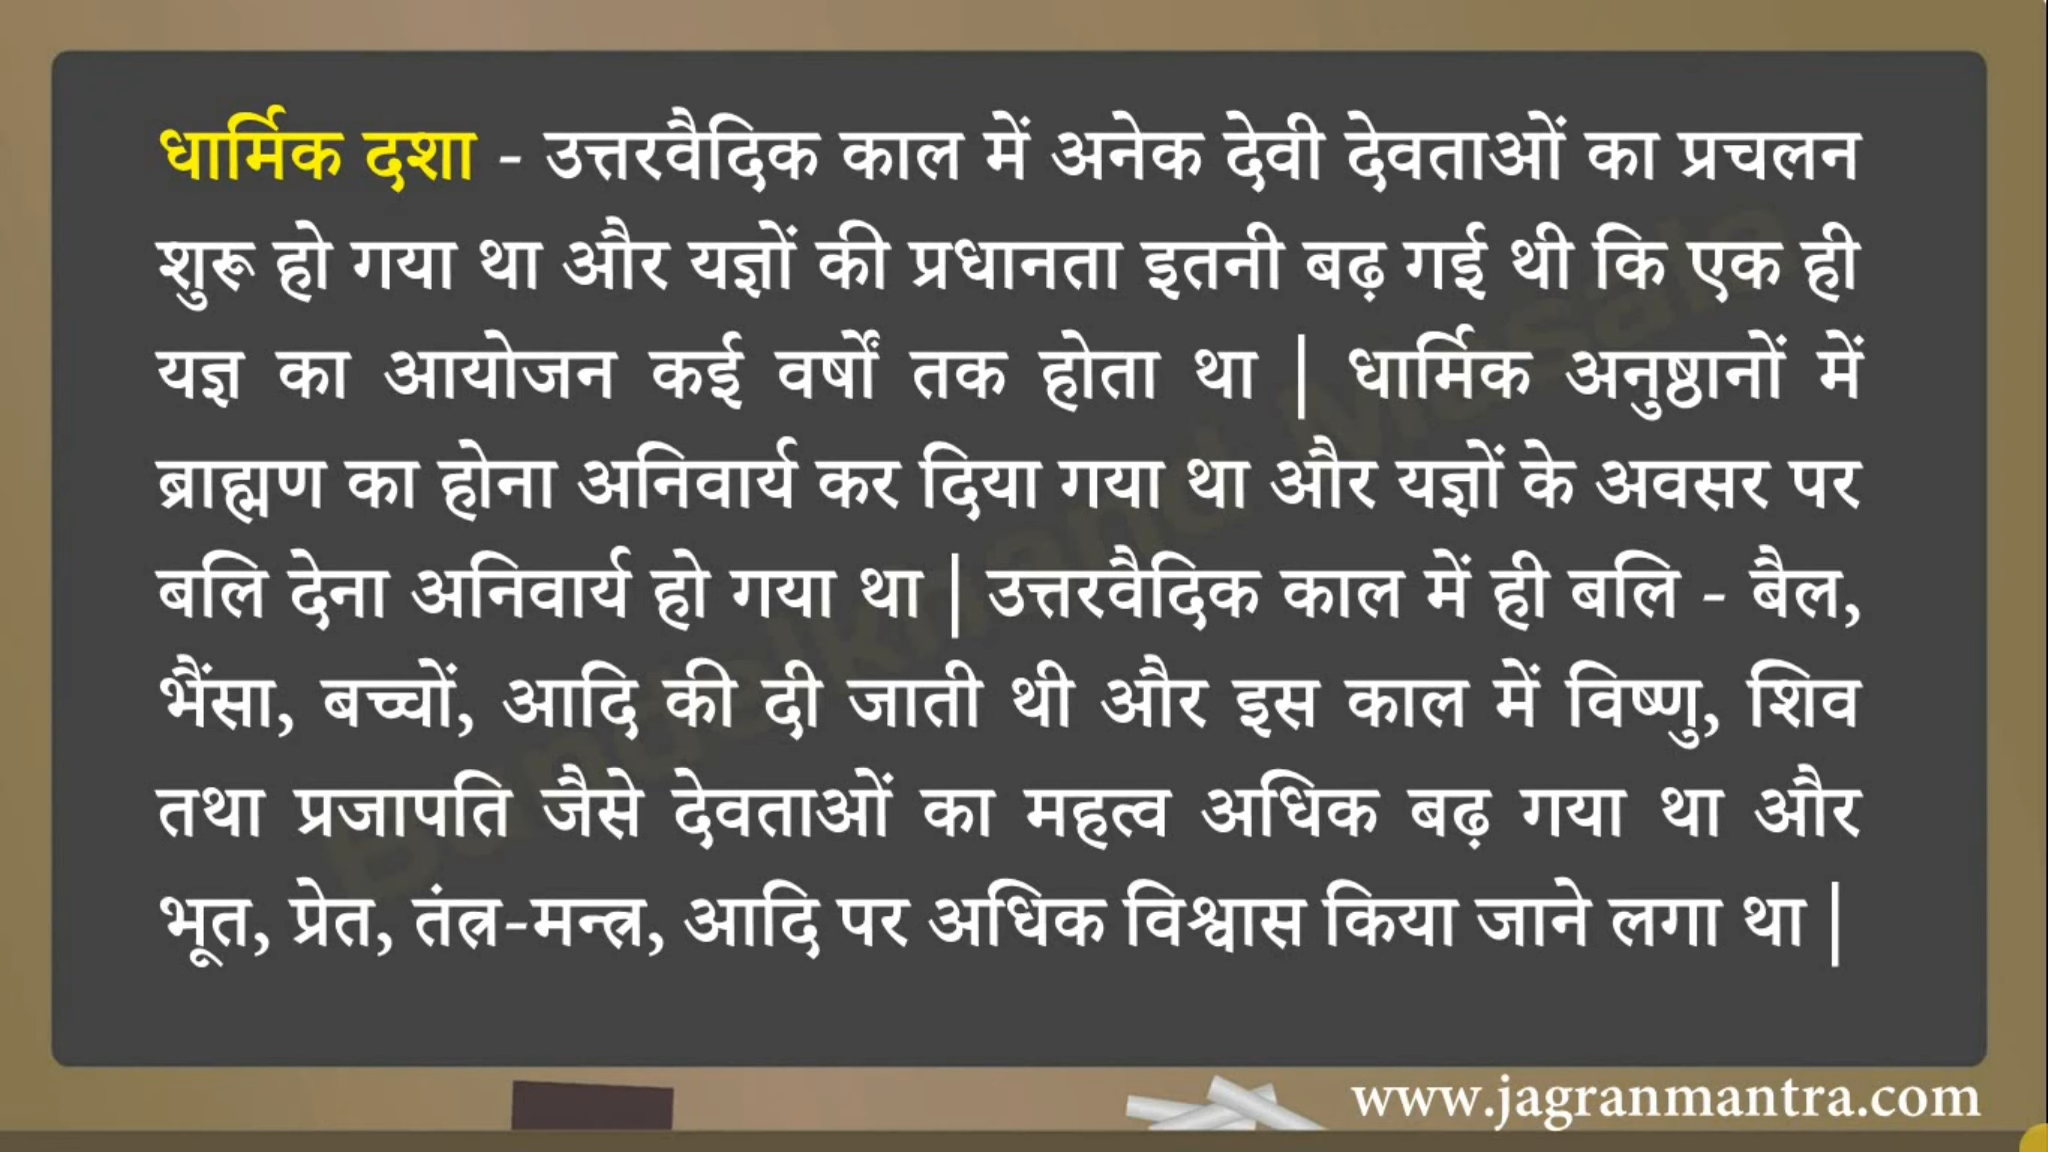 धार्मिक दशा - उत्तरवैदिक काल में अनेक देवी देवताओं का प्रचलन
शुरू हो गया था और यज्ञों की प्रधानता इतनी बढ़ गई थी कि एक ही
यज्ञ का आयोजन कई वर्षों तक होता था | धार्मिक अनुष्ठानों में
ब्राह्मण का होना अनिवार्य कर दिया गया था और यज्ञों के अवसर पर
बलि देना अनिवार्य हो गया था | उत्तरवैदिक काल में ही बलि - बैल,
भैंसा, बच्चों, आदि की दी जाती थी और इस काल में विष्णु, शिव
तथा प्रजापति जैसे देवताओं का महत्व अधिक बढ़ गया था और
भूत, प्रेत, तंत्र-मन्त्र, आदि पर अधिक विश्वास किया जाने लगा था |
Bundelkhand Masala
www.jagranmantra.com